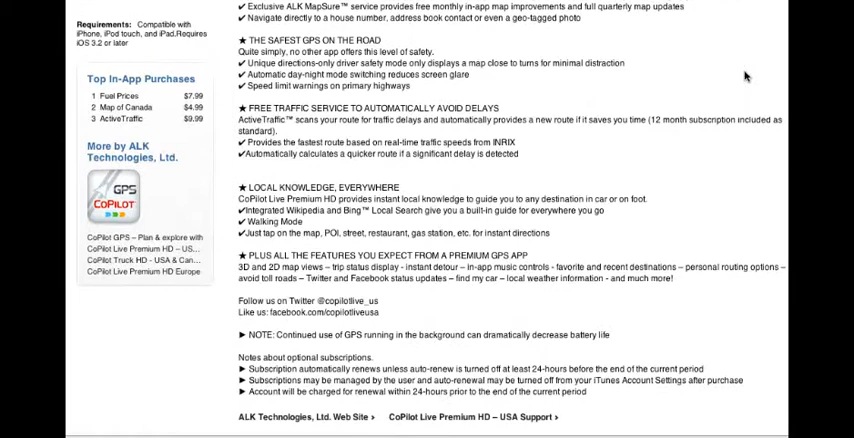 ✔ Exclusive ALK MapSure™ service provides free monthly in-app map improvements and full quarterly map updates
✔ Navigate directly to a house number, address book contact or even a geo-tagged photo
Requirements: Compatible with
iPhone, iPod touch, and iPad.Requires
iOS 3.2 or later
Top In-App Purchases
1 Fuel Prices $7.99
2 Map of Canada $4.99
3 ActiveTraffic $9.99
More by ALK
Technologies, Ltd.
GPS
COPILOT
CoPilot GPS – Plan & explore with
CoPilot Live Premium HD – US...
CoPilot Truck HD - USA & Can...
CoPilot Live Premium HD Europe
★ THE SAFEST GPS ON THE ROAD
Quite simply, no other app offers this level of safety.
✔ Unique directions-only driver safety mode only displays a map close to turns for minimal distraction
✔ Automatic day-night mode switching reduces screen glare
✔ Speed limit warnings on primary highways
★ FREE TRAFFIC SERVICE TO AUTOMATICALLY AVOID DELAYS
ActiveTraffic™ scans your route for traffic delays and automatically provides a new route if it saves you time (12 month subscription included as
standard).
✔ Provides the fastest route based on real-time traffic speeds from INRIX
✔Automatically calculates a quicker route if a significant delay is detected
★ LOCAL KNOWLEDGE, EVERYWHERE
CoPilot Live Premium HD provides instant local knowledge to guide you to any destination in car or on foot.
✔Integrated Wikipedia and Bing™ Local Search give you a built-in guide for everywhere you go
✔ Walking Mode
✔Just tap on the map, POI, street, restaurant, gas station, etc. for instant directions
★ PLUS ALL THE FEATURES YOU EXPECT FROM A PREMIUM GPS APP
3D and 2D map views – trip status display - instant detour – in-app music controls - favorite and recent destinations – personal routing options –
avoid toll roads – Twitter and Facebook status updates – find my car – local weather information - and much more!
Follow us on Twitter @copilotlive_us
Like us: facebook.com/copilotliveusa
► NOTE: Continued use of GPS running in the background can dramatically decrease battery life
Notes about optional subscriptions.
► Subscription automatically renews unless auto-renew is turned off at least 24-hours before the end of the current period
► Subscriptions may be managed by the user and auto-renewal may be turned off from your iTunes Account Settings after purchase
► Account will be charged for renewal within 24-hours prior to the end of the current period
ALK Technologies, Ltd. Web Site › CoPilot Live Premium HD – USA Support ›